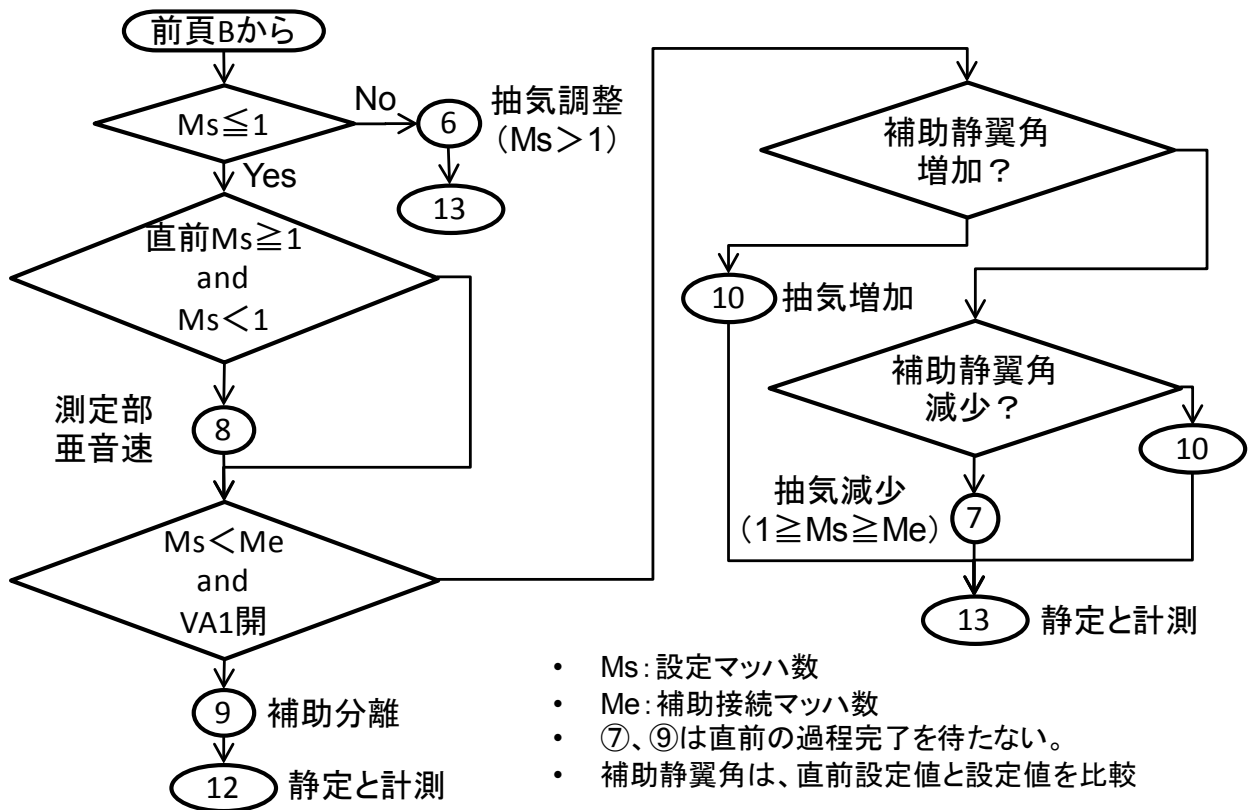 前頁Bから
Ms≦1
No
6
抽気調整
(Ms>1)
13
Yes
直前Ms≧1
and
Ms<1
測定部
亜音速
8
Ms<Me
and
VA1開
9
補助分離
12
静定と計測
補助静翼角
増加？
10
抽気増加
補助静翼角
減少？
10
抽気減少
(1≧Ms≧Me)
7
13
静定と計測
• Ms：設定マッハ数
• Me：補助接続マッハ数
• ⑦、⑨は直前の過程完了を待たない。
• 補助静翼角は、直前設定値と設定値を比較